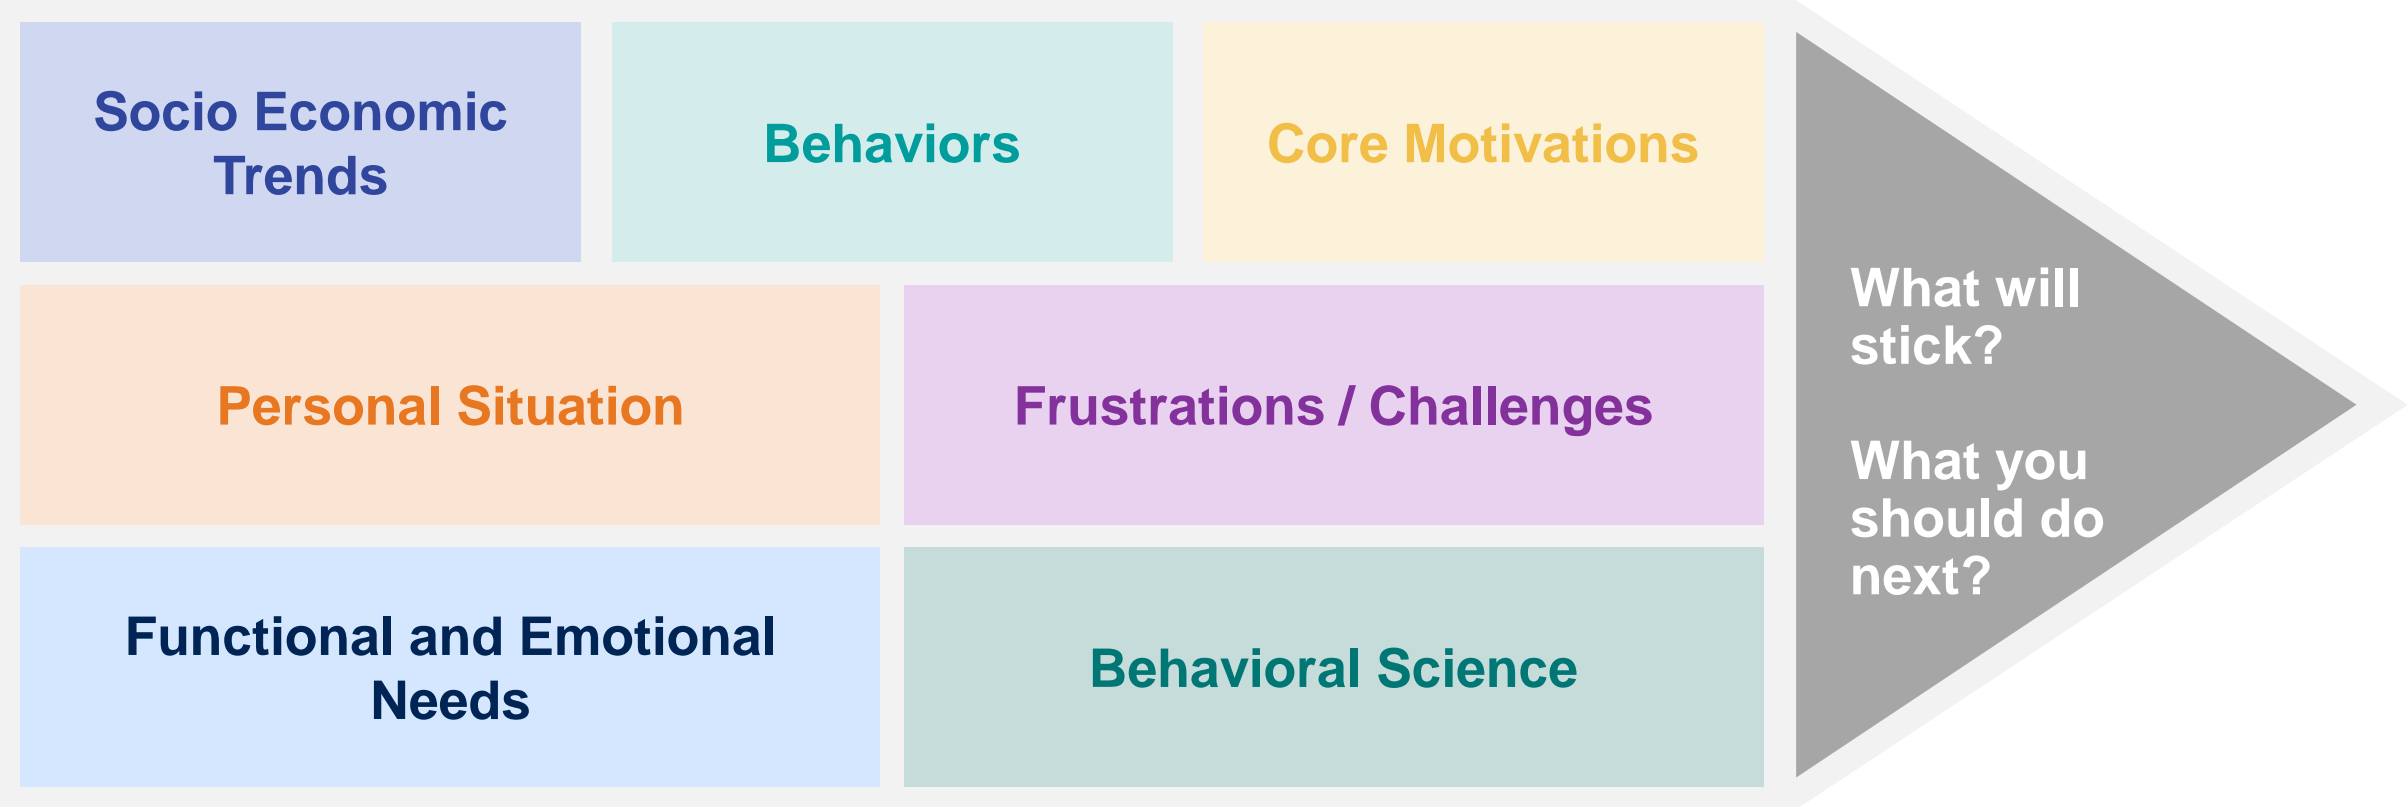 Socio Economic
Trends
Behaviors
Core Motivations
Personal Situation
Frustrations / Challenges
Functional and Emotional
Needs
Behavioral Science
What will
stick?
What you
should do
next?